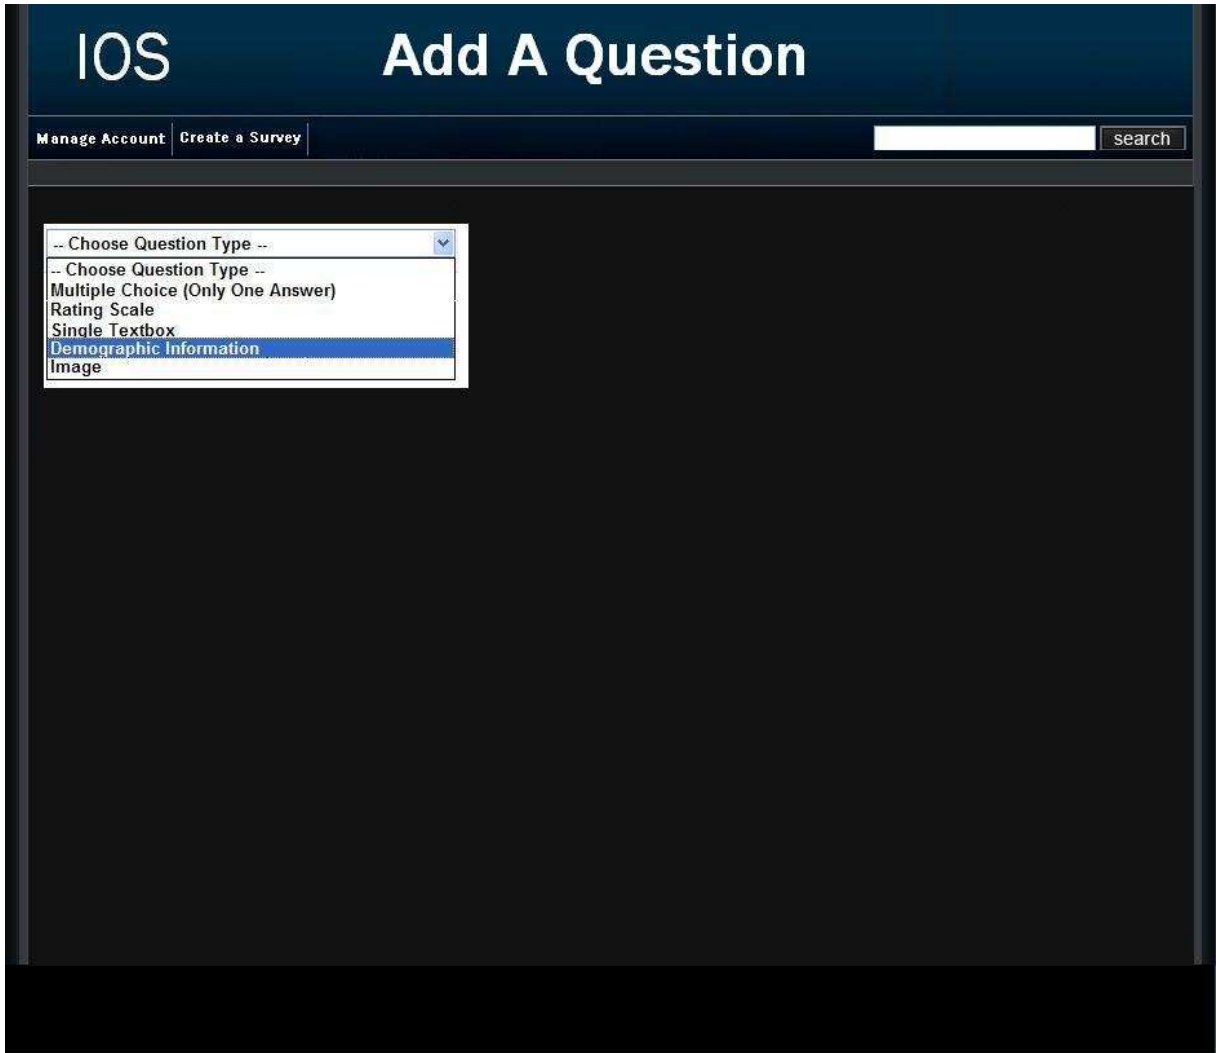 IOS
Add A Question
Manage Account
Create a Survey
search
-- Choose Question Type --
-- Choose Question Type --
Multiple Choice (Only One Answer)
Rating Scale
Single Textbox
Demographic Information
Image